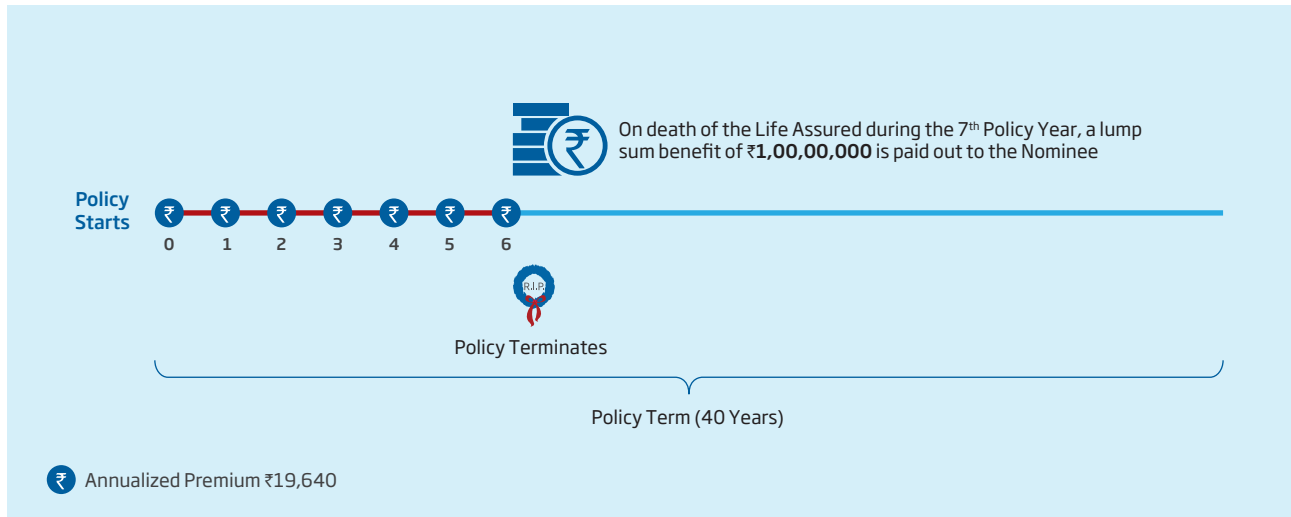 ₹
On death of the Life Assured during the 7th Policy Year, a lump
sum benefit of ₹1,00,00,000 is paid out to the Nominee
Policy
Starts
₹ ₹ ₹ ₹ ₹ ₹ ₹
0 1 2 3 4 5 6
R.I.P.
Policy Terminates
Policy Term (40 Years)
₹ Annualized Premium ₹19,640